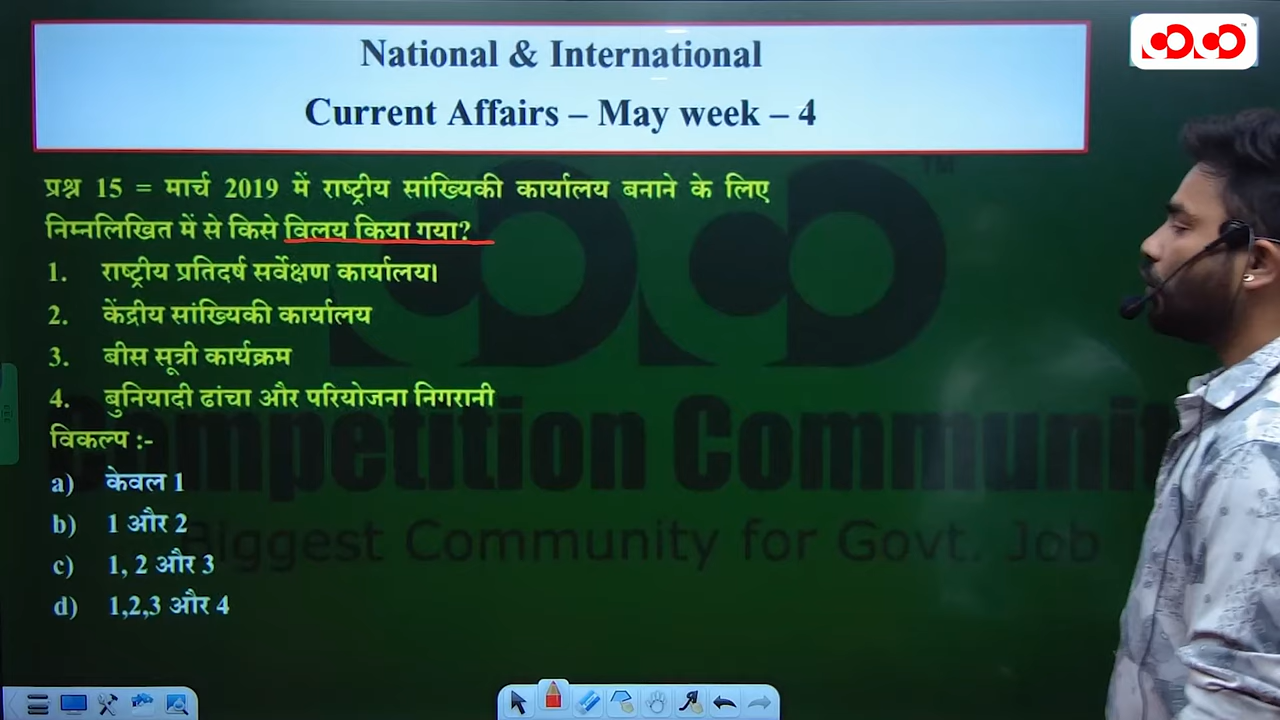 National & International
Current Affairs – May week – 4
प्रश्न 15 = मार्च 2019 में राष्ट्रीय सांख्यिकी कार्यालय बनाने के लिए
निम्नलिखित में से किसे विलय किया गया?
1. राष्ट्रीय प्रतिदर्ष सर्वेक्षण कार्यालय।
2. केंद्रीय सांख्यिकी कार्यालय
3. बीस सूत्री कार्यक्रम
4. बुनियादी ढांचा और परियोजना निगरानी
विकल्प :-
a) केवल 1
b) 1 और 2
c) 1, 2 और 3
d) 1,2,3 और 4
Competition Communit
Biggest Community for Govt. Job
TM